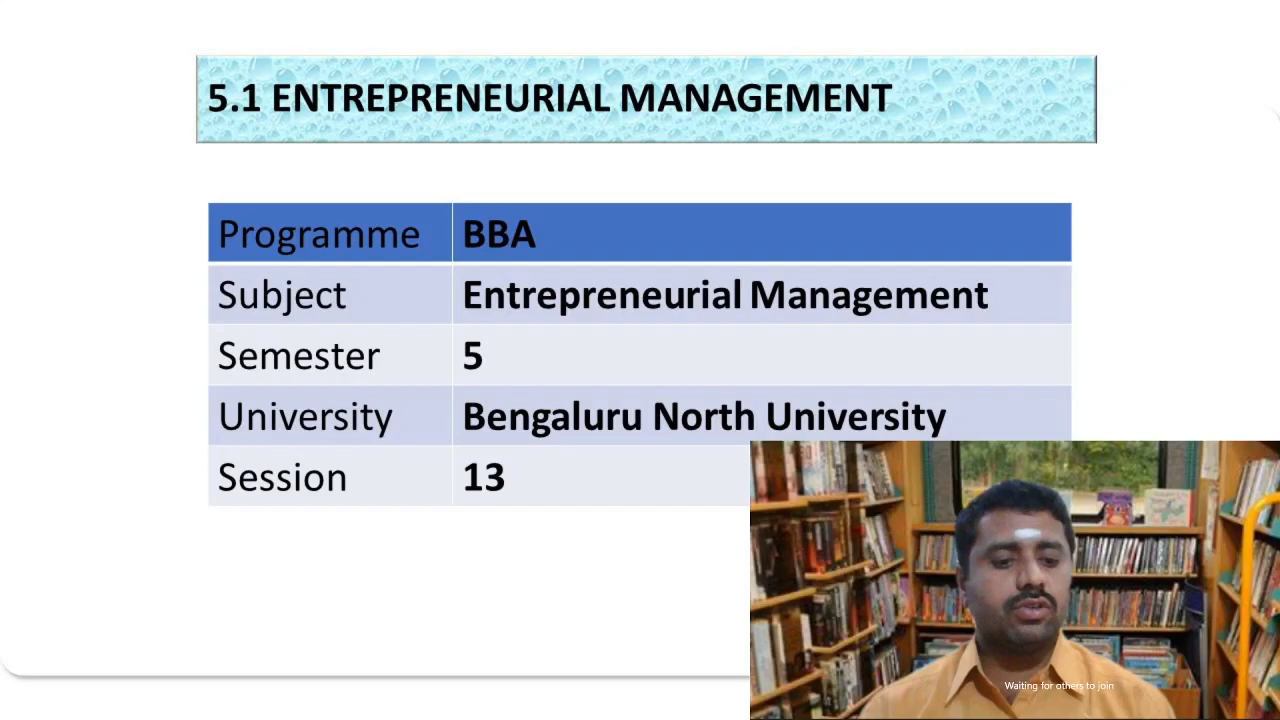 5.1 ENTREPRENEURIAL MANAGEMENT
Programme BBA
Subject Entrepreneurial Management
Semester 5
University Bengaluru North University
Session 13
Waiting for others to join